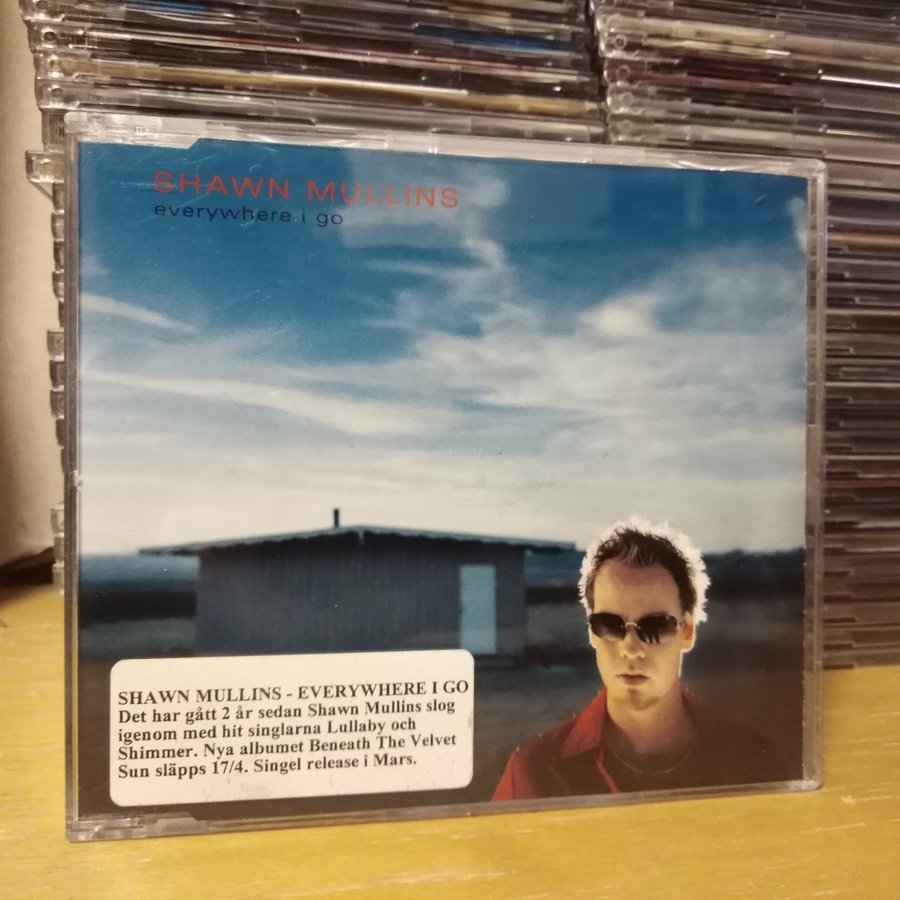 SHAWN MULLINS
everywhere i go
SHAWN MULLINS - EVERYWHERE I GO
Det har gått 2 år sedan Shawn Mullins slog
igenom med hit singlarna Lullaby och
Shimmer. Nya albumet Beneath The Velvet
Sun släpps 17/4. Singel release i Mars.